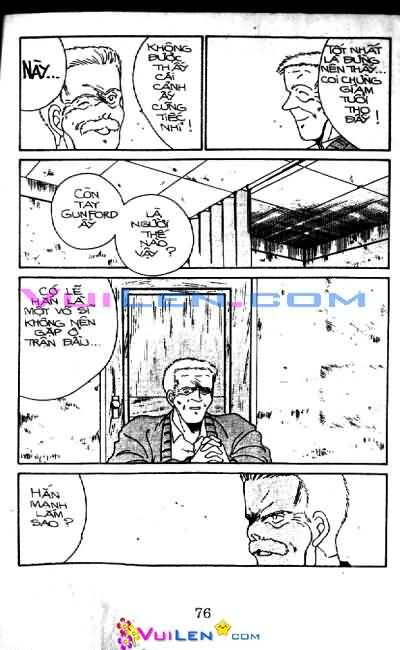 TỐT NHẤT
LÀ ĐỪNG
NÊN THẤY...
COI CHỪNG
GIẢM
TUỔI
THỌ
ĐẤY!
KHÔNG
ĐƯỢC
THẤY
CÁI
CẢNH
ẤY
CŨNG
TIẾC
NHỈ!
NÀY...
CÒN
TAY
GUNFORD
ẤY
LÀ
NGƯỜI
THẾ
NÀO
VẬY?
CÓ LẼ
HẮN LÀ
MỘT VÕ SĨ
KHÔNG NÊN
GẶP Ở
TRẬN ĐẤU...
VUILEN.COM
HẮN
MẠNH
LẮM
SAO?
76
VUILEN.COM